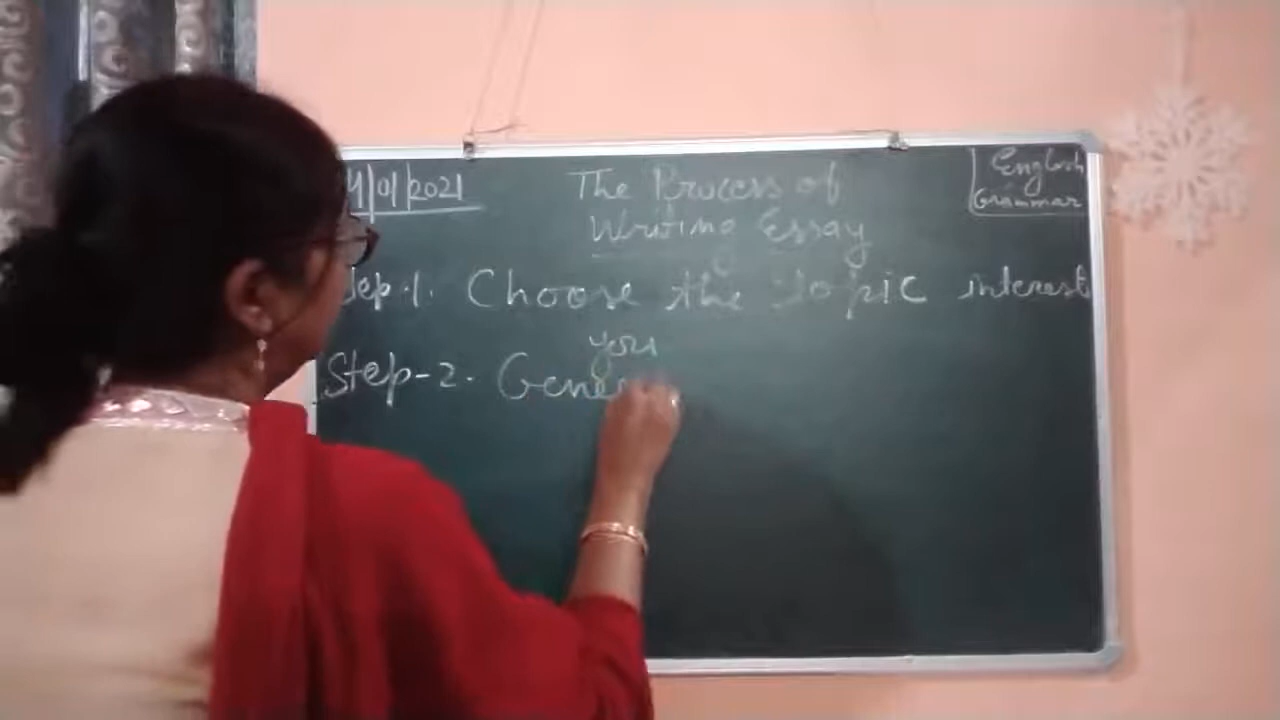 4/01/2021
The Process of
Writing Essay
English
Grammar
Step.1. Choose the topic interest
you
Step-2. Gene